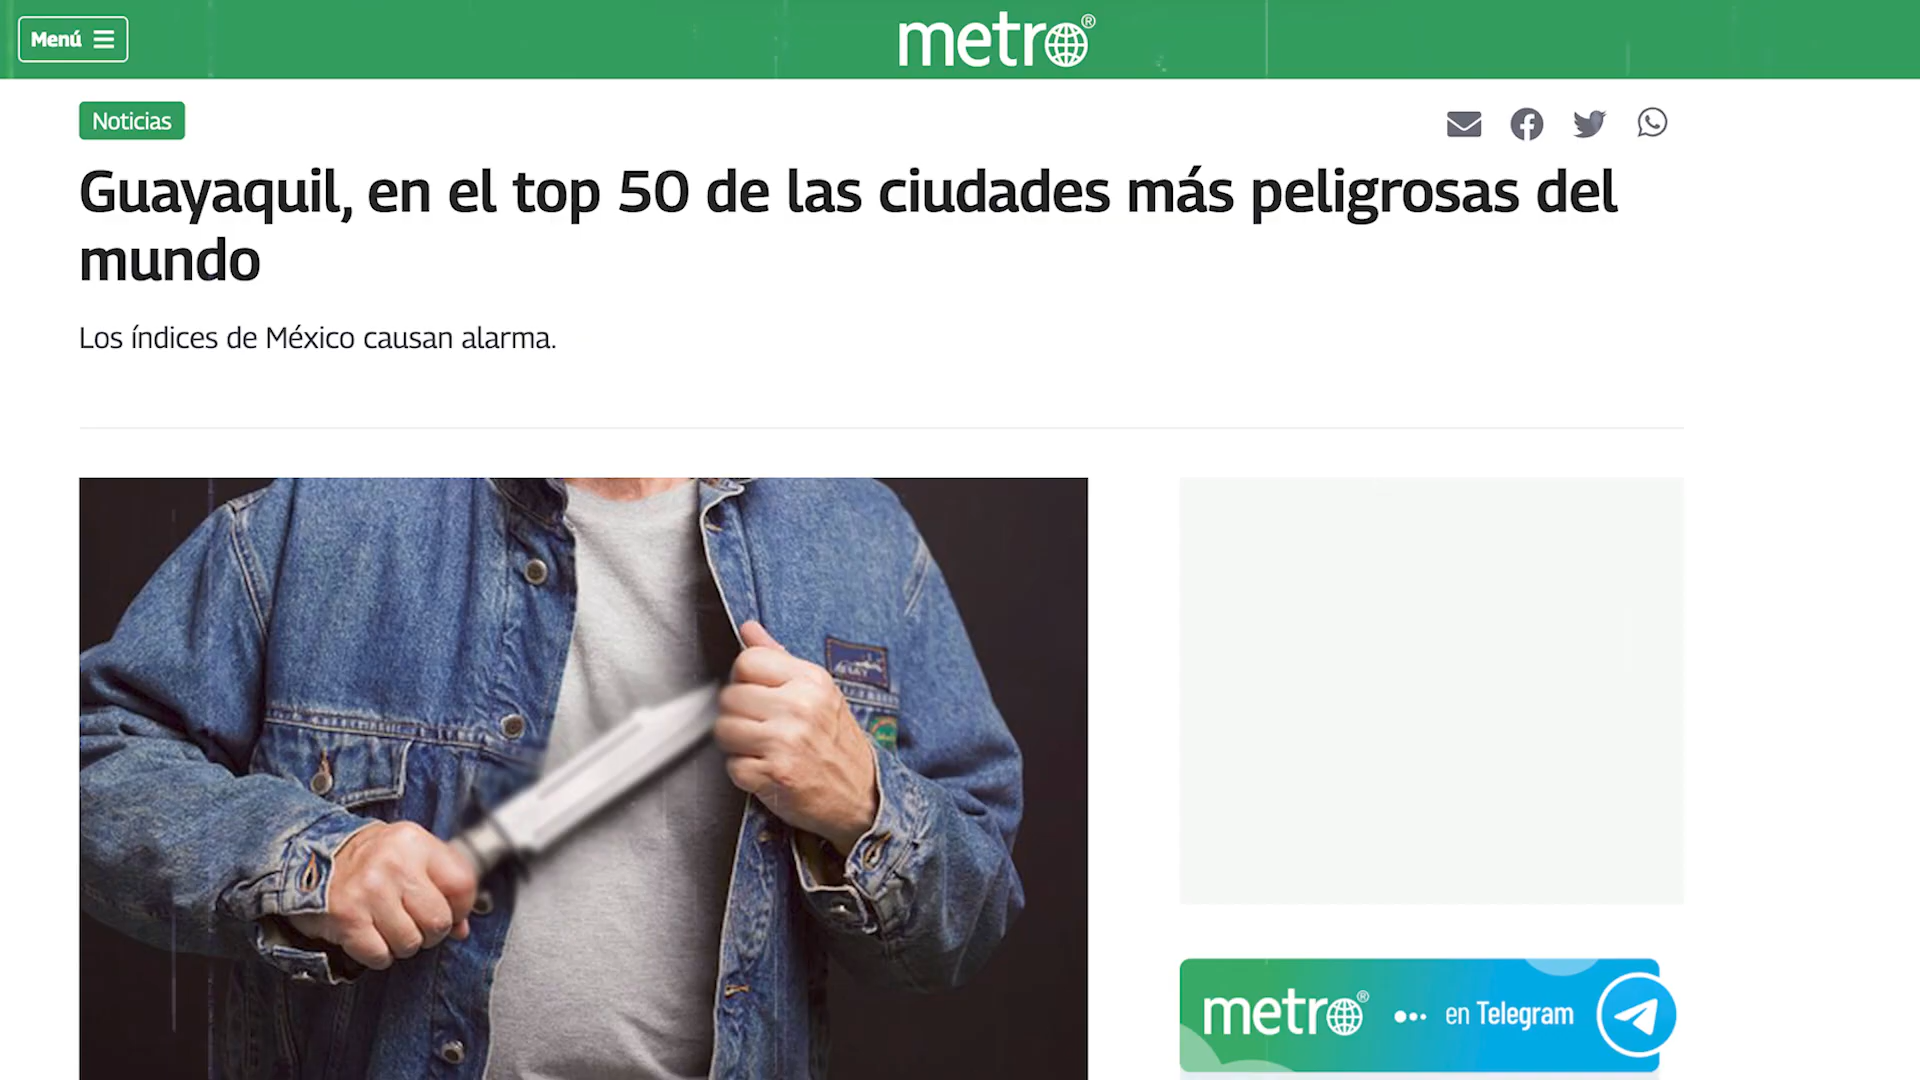 Menú
metro®
Noticias
Guayaquil, en el top 50 de las ciudades más peligrosas del
mundo
Los índices de México causan alarma.
metro®
en Telegram